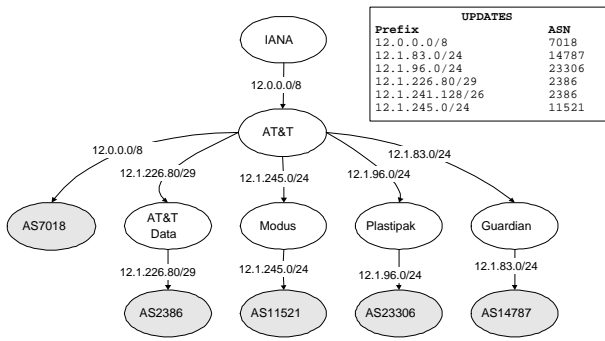 UPDATES
Prefix ASN
12.0.0.0/8 7018
12.1.83.0/24 14787
12.1.96.0/24 23306
12.1.226.80/29 2386
12.1.241.128/26 2386
12.1.245.0/24 11521
IANA
12.0.0.0/8
AT&T
12.0.0.0/8
12.1.226.80/29
12.1.245.0/24
12.1.96.0/24
12.1.83.0/24
AS7018
AT&T
Data
Modus
Plastipak
Guardian
12.1.226.80/29
12.1.245.0/24
12.1.96.0/24
12.1.83.0/24
AS2386
AS11521
AS23306
AS14787